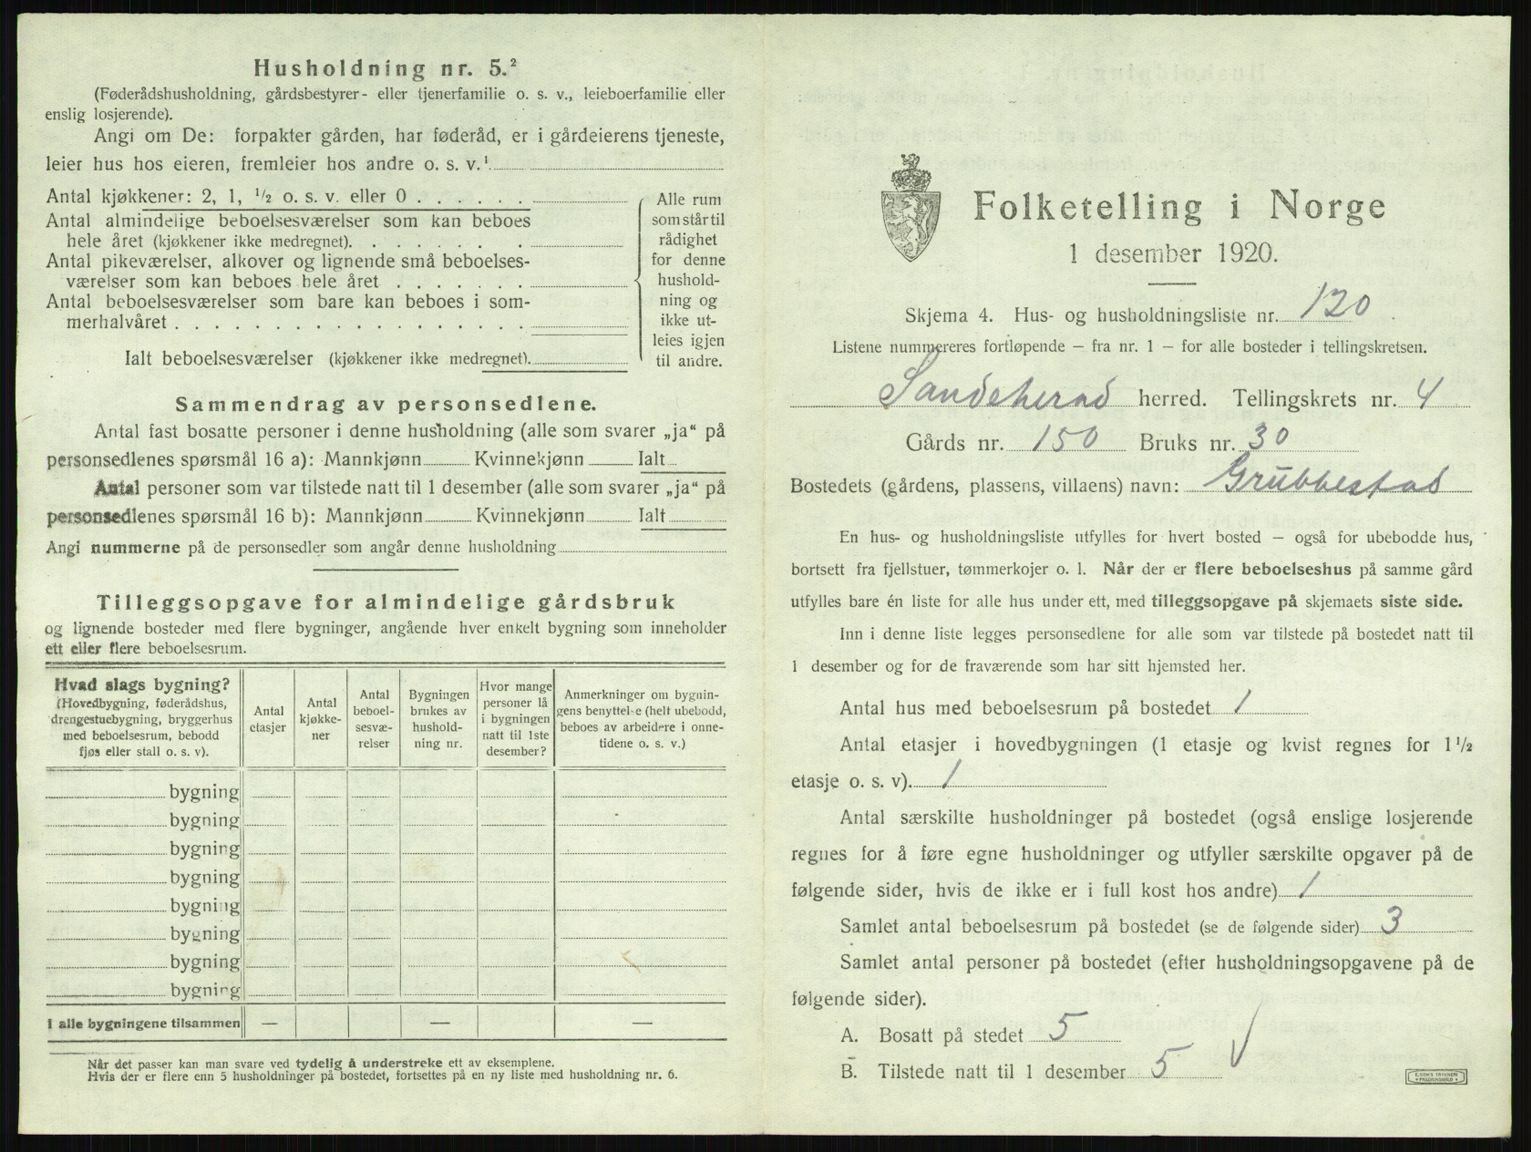 Husholdning nr. 5.²
(Føderådshusholdning, gårdsbestyrer- eller tjenerfamilie o. s. v., leieboerfamilie eller
enslig losjerende).
Angi om De: forpakter gården, har føderåd, er i gårdeierens tjeneste,
leier hus hos eieren, fremleier hos andre o. s. v.¹
Antal kjøkkener: 2, 1, ½ o. s. v. eller 0 . . . . . .
Antal almindelige beboelsesværelser som kan beboes
hele året (kjøkkener ikke medregnet). . . . . . . .
Antal pikeværelser, alkover og lignende små beboelses-
værelser som kan beboes hele året . . . . . . .
Antal beboelsesværelser som bare kan beboes i som-
merhalvåret . . . . . . . . . . . . . . . . . .
Ialt beboelsesværelser (kjøkkener ikke medregnet).
Alle rum
som står til
rådighet
for denne
hushold-
ning og
ikke ut-
leies igjen
til andre.
Sammendrag av personsedlene.
Antal fast bosatte personer i denne husholdning (alle som svarer „ja“ på
personsedlenes spørsmål 16 a): Mannkjønn Kvinnekjønn Ialt
Antal personer som var tilstede natt til 1 desember (alle som svarer „ja“ på
personsedlenes spørsmål 16 b): Mannkjønn Kvinnekjønn Ialt
Angi nummerne på de personsedler som angår denne husholdning
Tilleggsopgave for almindelige gårdsbruk
og lignende bosteder med flere bygninger, angående hver enkelt bygning som inneholder
ett eller flere beboelsesrum.
Hvad slags bygning?
(Hovedbygning, føderådshus,
drengestuebygning, bryggerhus
med beboelsesrum, bebodd
fjøs eller stall o. s. v).
Antal
etasjer
Antal
kjøkke-
ner
Antal
beboel-
sesvæ-
relser
Bygningen
brukes av
hushold-
ning nr.
Hvor mange
personer lå
i bygningen
natt til 1ste
desember?
Anmerkninger om bygnin-
gens benyttelse (helt ubebodd,
beboes av arbeidere i onne-
tidene o. s. v.)
bygning
bygning
bygning
bygning
bygning
bygning
bygning
bygning
I alle bygningene tilsammen — — —
Når det passer kan man svare ved tydelig å understreke ett av eksemplene.
Hvis der er flere enn 5 husholdninger på bostedet, fortsettes på en ny liste med husholdning nr. 6.
Folketelling i Norge
1 desember 1920.
Skjema 4. Hus- og husholdningsliste nr. 120.
Listene nummereres fortløpende — fra nr. 1 — for alle bosteder i tellingskretsen.
Sandeherad herred. Tellingskrets nr. 4
Gårds nr. 150 Bruks nr. 30
Bostedets (gårdens, plassens, villaens) navn: Grubbestad
En hus- og husholdningsliste utfylles for hvert bosted — også for ubebodde hus,
bortsett fra fjellstuer, tømmerkojer o. l. Når der er flere beboelseshus på samme gård
utfylles bare én liste for alle hus under ett, med tilleggsopgave på skjemaets siste side.
Inn i denne liste legges personsedlene for alle som var tilstede på bostedet natt til
1 desember og for de fraværende som har sitt hjemsted her.
Antal hus med beboelsesrum på bostedet 1
Antal etasjer i hovedbygningen (1 etasje og kvist regnes for 1½
etasje o. s. v). 1
Antal særskilte husholdninger på bostedet (også enslige losjerende
regnes for å føre egne husholdninger og utfyller særskilte opgaver på de
følgende sider, hvis de ikke er i full kost hos andre) 1
Samlet antal beboelsesrum på bostedet (se de følgende sider) 3
Samlet antal personer på bostedet (efter husholdningsopgavene på de
følgende sider).
A. Bosatt på stedet 5
B. Tilstede natt til 1 desember 5